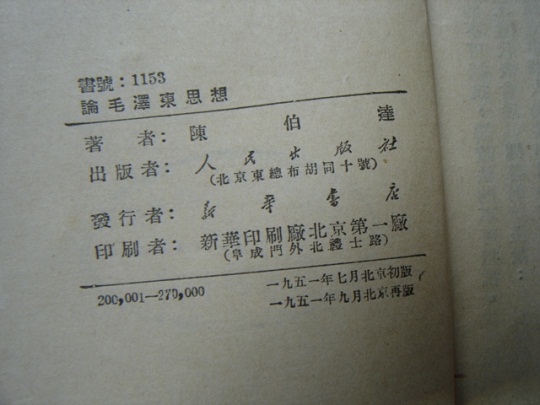 書號：1153
論毛澤東思想
著者：陳伯達
出版者：人民出版社
（北京東總布胡同十號）
發行者：新華書店
印刷者：新華印刷廠北京第一廠
（阜成門外北禮士路）
200,001—270,000
一九五一年七月北京初版
一九五一年九月北京再版